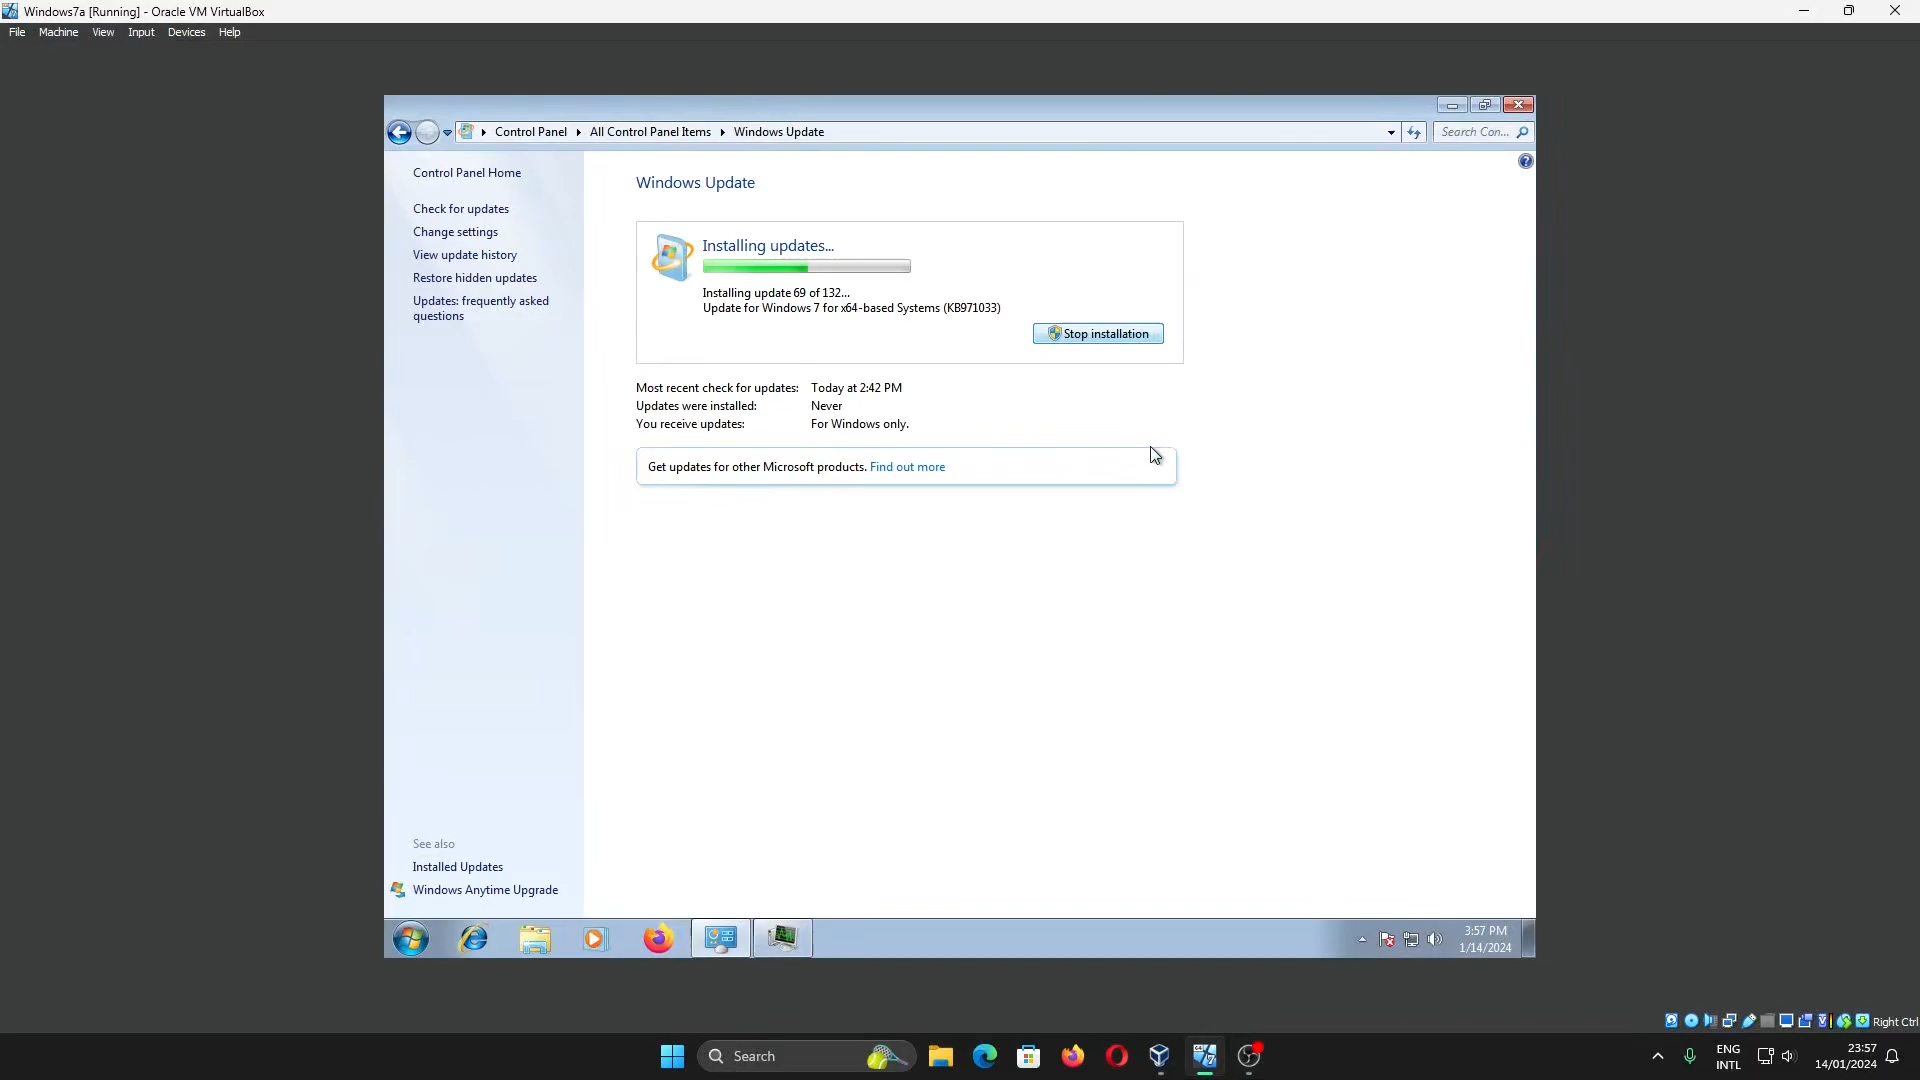 Windows7a [Running] - Oracle VM VirtualBox
File Machine View Input Devices Help
Control Panel All Control Panel Items Windows Update
Search Con...
Control Panel Home
Check for updates
Change settings
View update history
Restore hidden updates
Updates: frequently asked
questions
Windows Update
Installing updates...
Installing update 69 of 132...
Update for Windows 7 for x64-based Systems (KB971033)
Stop installation
Most recent check for updates: Today at 2:42 PM
Updates were installed: Never
You receive updates: For Windows only.
Get updates for other Microsoft products. Find out more
See also
Installed Updates
Windows Anytime Upgrade
3:57 PM
1/14/2024
Right Ctrl
Search
ENG
INTL
23:57
14/01/2024